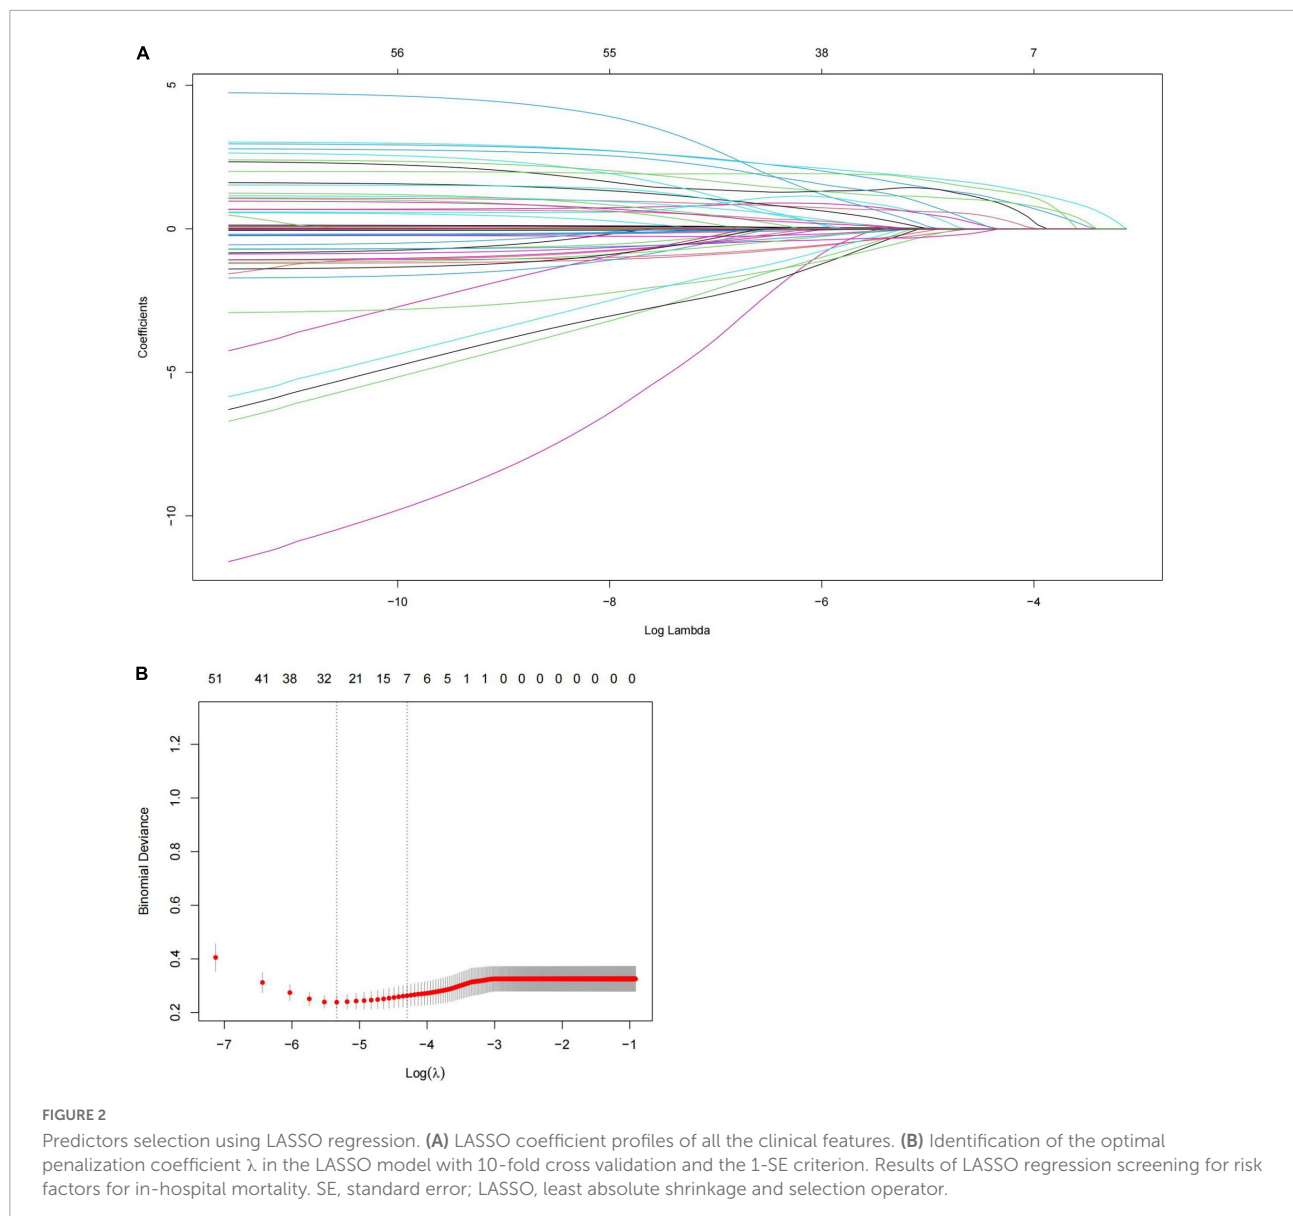 A
56 55 38 7
5
0
−5
−10
Coefficients
−10 −8 −6 −4
Log Lambda
B
51 41 38 32 21 15 7 6 5 1 1 0 0 0 0 0 0 0 0
1.2
1.0
0.8
0.6
0.4
0.2
Binomial Deviance
−7 −6 −5 −4 −3 −2 −1
Log(λ)
FIGURE 2
Predictors selection using LASSO regression. (A) LASSO coefficient profiles of all the clinical features. (B) Identification of the optimal
penalization coefficient λ in the LASSO model with 10-fold cross validation and the 1-SE criterion. Results of LASSO regression screening for risk
factors for in-hospital mortality. SE, standard error; LASSO, least absolute shrinkage and selection operator.